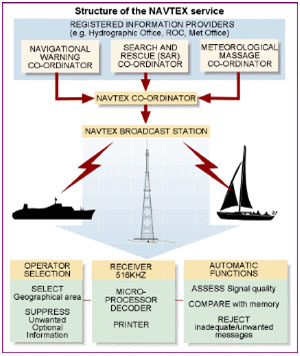 Structure of the NAVTEX service
REGISTERED INFORMATION PROVIDERS
(e.g. Hydrographic Office, ROC, Met Office)
NAVIGATIONAL
WARNING
CO-ORDINATOR
SEARCH AND
RESCUE (SAR)
CO-ORDINATOR
METEOROLOGICAL
MASSAGE
CO-ORDINATOR
NAVTEX CO-ORDINATOR
NAVTEX BROADCAST STATION
OPERATOR
SELECTION
SELECT
Geographical area
SUPPRESS
Unwanted
Optional
Information
RECEIVER
516KHZ
MICRO-
PROCESSOR
DECODER
PRINTER
AUTOMATIC
FUNCTIONS
ASSESS Signal quality
COMPARE with memory
REJECT
inadequate/unwanted
messages